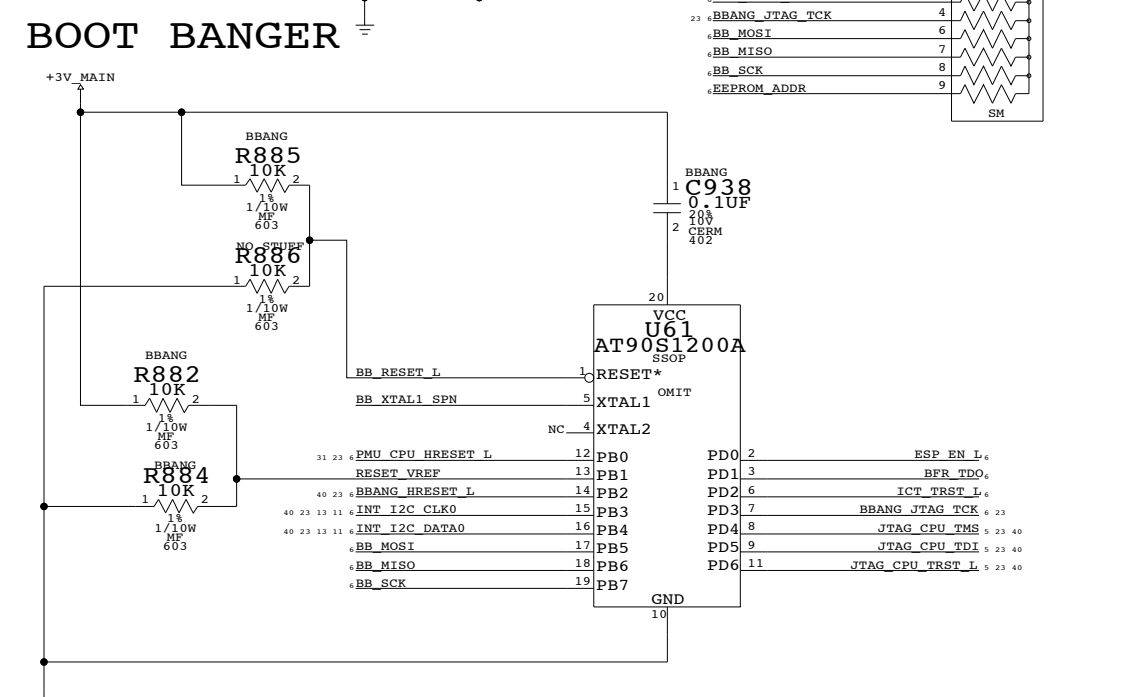 BOOT BANGER
+3V_MAIN
23 6 BBANG_JTAG_TCK 4
6 BB_MOSI 6
6 BB_MISO 7
6 BB_SCK 8
6 EEPROM_ADDR 9
SM
BBANG
R885
10K
1 2
1%
1/10W
MF
603
NO STUFF
R886
10K
1 2
1%
1/10W
MF
603
BBANG
C938
1
0.1UF
20%
10V
2 CERM
402
BBANG
R882
10K
1 2
1%
1/10W
MF
603
BBANG
R884
10K
1 2
1%
1/10W
MF
603
20
VCC
U61
AT90S1200A
SSOP
OMIT
BB_RESET_L 1 RESET*
BB_XTAL1_SPN 5 XTAL1
NC 4 XTAL2
31 23 6 PMU_CPU_HRESET_L 12 PB0
RESET_VREF 13 PB1
40 23 6 BBANG_HRESET_L 14 PB2
40 23 13 11 6 INT_I2C_CLK0 15 PB3
40 23 13 11 6 INT_I2C_DATA0 16 PB4
6 BB_MOSI 17 PB5
6 BB_MISO 18 PB6
6 BB_SCK 19 PB7
PD0 2 ESP_EN_L 6
PD1 3 BFR_TDO 6
PD2 6 ICT_TRST_L 6
PD3 7 BBANG_JTAG_TCK 6 23
PD4 8 JTAG_CPU_TMS 5 23 40
PD5 9 JTAG_CPU_TDI 5 23 40
PD6 11 JTAG_CPU_TRST_L 5 23 40
GND
10